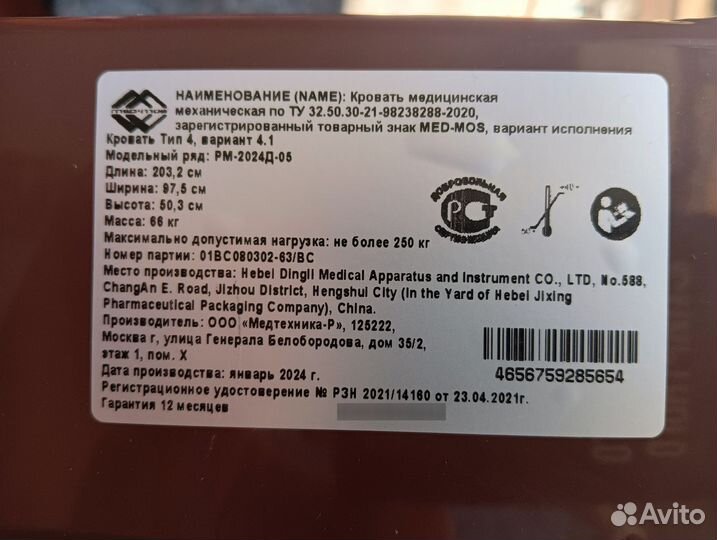 НАИМЕНОВАНИЕ (NAME): Кровать медицинская
механическая по ТУ 32.50.30-21-98238288-2020,
зарегистрированный товарный знак MED-MOS, вариант исполнения
Кровать Тип 4, вариант 4.1
Модельный ряд: РМ-2024Д-05
Длина: 203,2 см
Ширина: 97,5 см
Высота: 50,3 см
Масса: 66 кг
Максимально допустимая нагрузка: не более 250 кг
Номер партии: 01BC080302-63/BC
Место производства: Hebei Dingli Medical Apparatus and Instrument CO., LTD, No.588,
ChangAn E. Road, Jizhou District, Hengshui City (In the Yard of Hebei Jixing
Pharmaceutical Packaging Company), China.
Производитель: ООО «Медтехника-Р», 125222,
Москва г, улица Генерала Белобородова, дом 35/2,
этаж 1, пом. X
Дата производства: январь 2024 г.
Регистрационное удостоверение № РЗН 2021/14160 от 23.04.2021г.
Гарантия 12 месяцев
ДОБРОВОЛЬНАЯ
СЕРТИФИКАЦИЯ
4656759285654
Avito